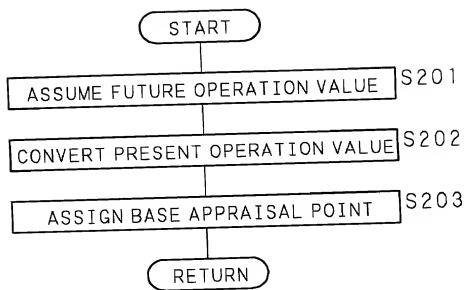 START
ASSUME FUTURE OPERATION VALUE S201
CONVERT PRESENT OPERATION VALUE S202
ASSIGN BASE APPRAISAL POINT S203
RETURN